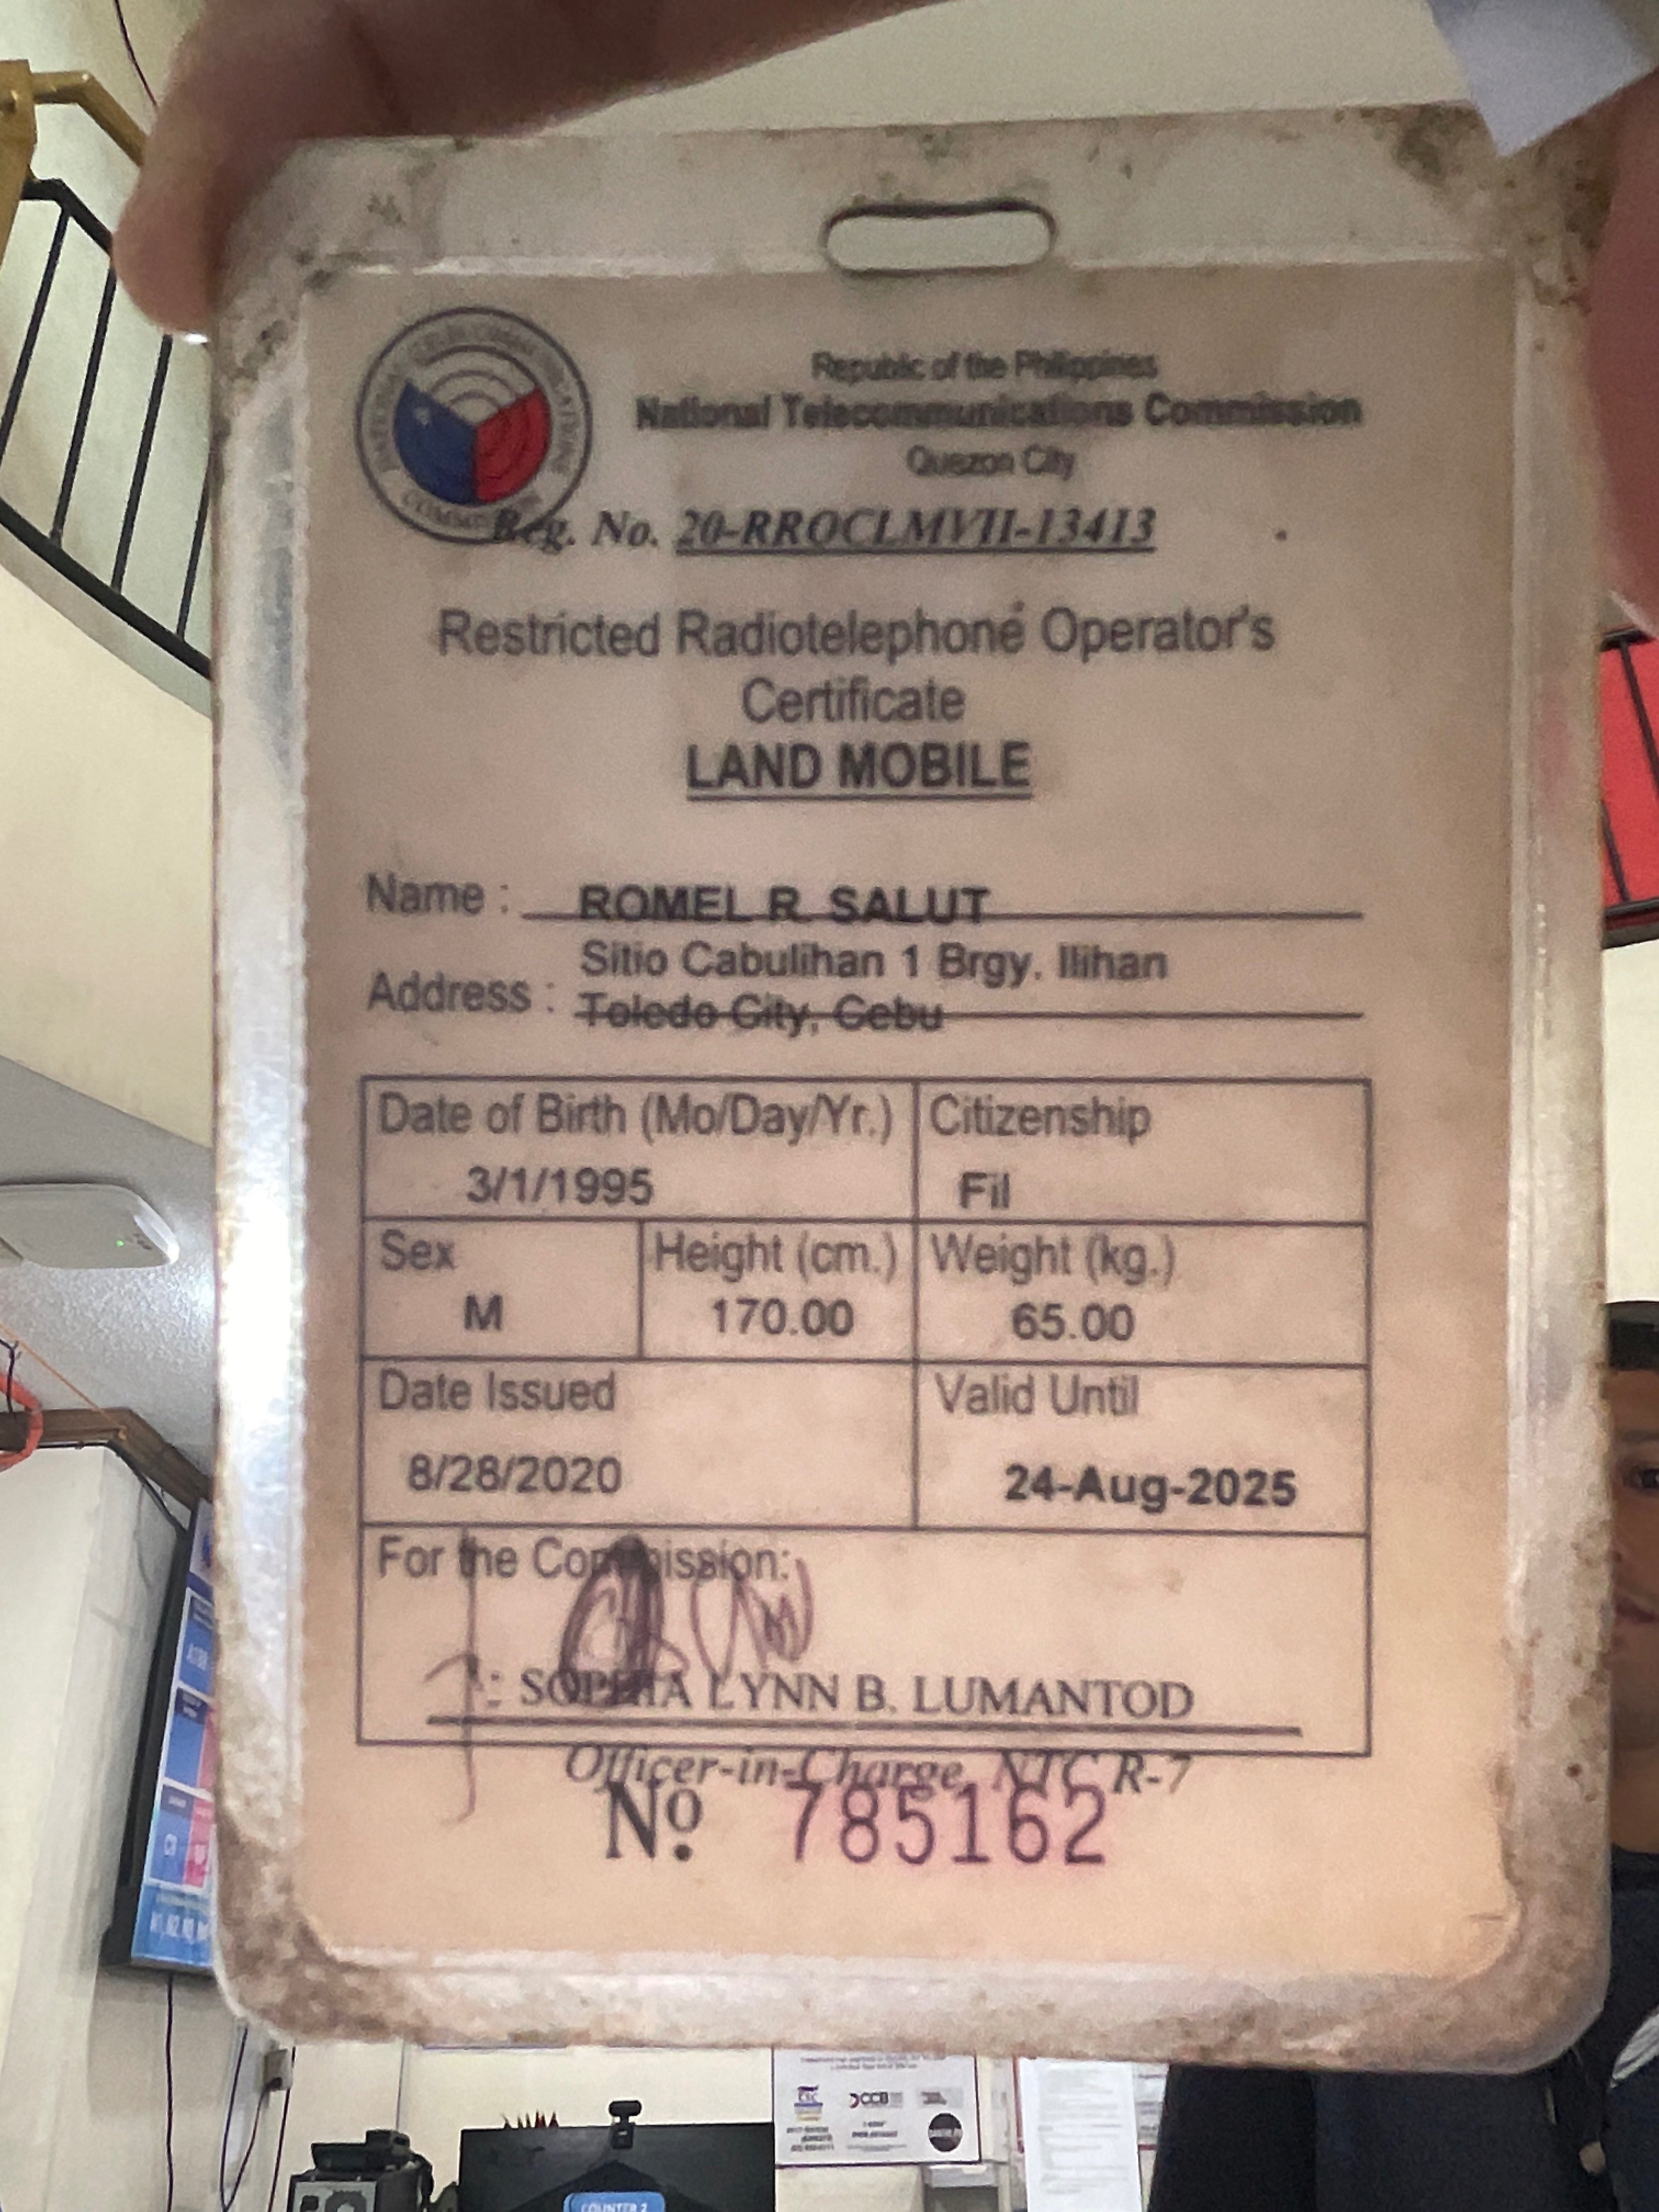 Republic of the Philippines
National Telecommunications Commission
Quezon City
Reg. No. 20-RROCLMVII-13413
Restricted Radiotelephone Operator's
Certificate
LAND MOBILE
Name : ROMEL R. SALUT
Address : Sitio Cabulihan 1 Brgy. Ilihan
Toledo City, Cebu
Date of Birth (Mo/Day/Yr.) Citizenship
3/1/1995 Fil
Sex Height (cm.) Weight (kg.)
M 170.00 65.00
Date Issued Valid Until
8/28/2020 24-Aug-2025
For the Commission:
SOPHIA LYNN B. LUMANTOD
Officer-in-Charge, NTC R-7
Nº 785162
CCB
COUNTER 2